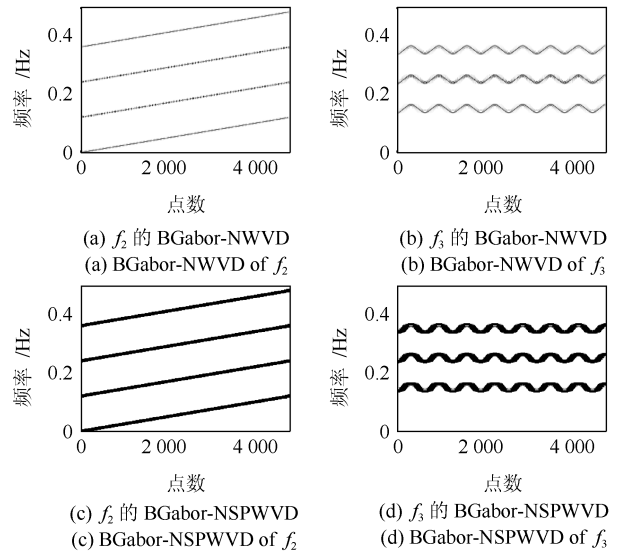 0.4
0.2
0
频率 /Hz
0 2 000 4 000
点数
(a) f₂ 的 BGabor-NWVD
(a) BGabor-NWVD of f₂
0.4
0.2
0
频率 /Hz
0 2 000 4 000
点数
(b) f₃ 的 BGabor-NWVD
(b) BGabor-NWVD of f₃
0.4
0.2
0
频率 /Hz
0 2 000 4 000
点数
(c) f₂ 的 BGabor-NSPWVD
(c) BGabor-NSPWVD of f₂
0.4
0.2
0
频率 /Hz
0 2 000 4 000
点数
(d) f₃ 的 BGabor-NSPWVD
(d) BGabor-NSPWVD of f₃